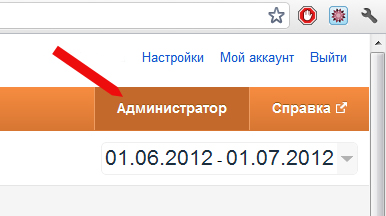 Настройки Мой аккаунт Выйти
Администратор Справка
01.06.2012 - 01.07.2012